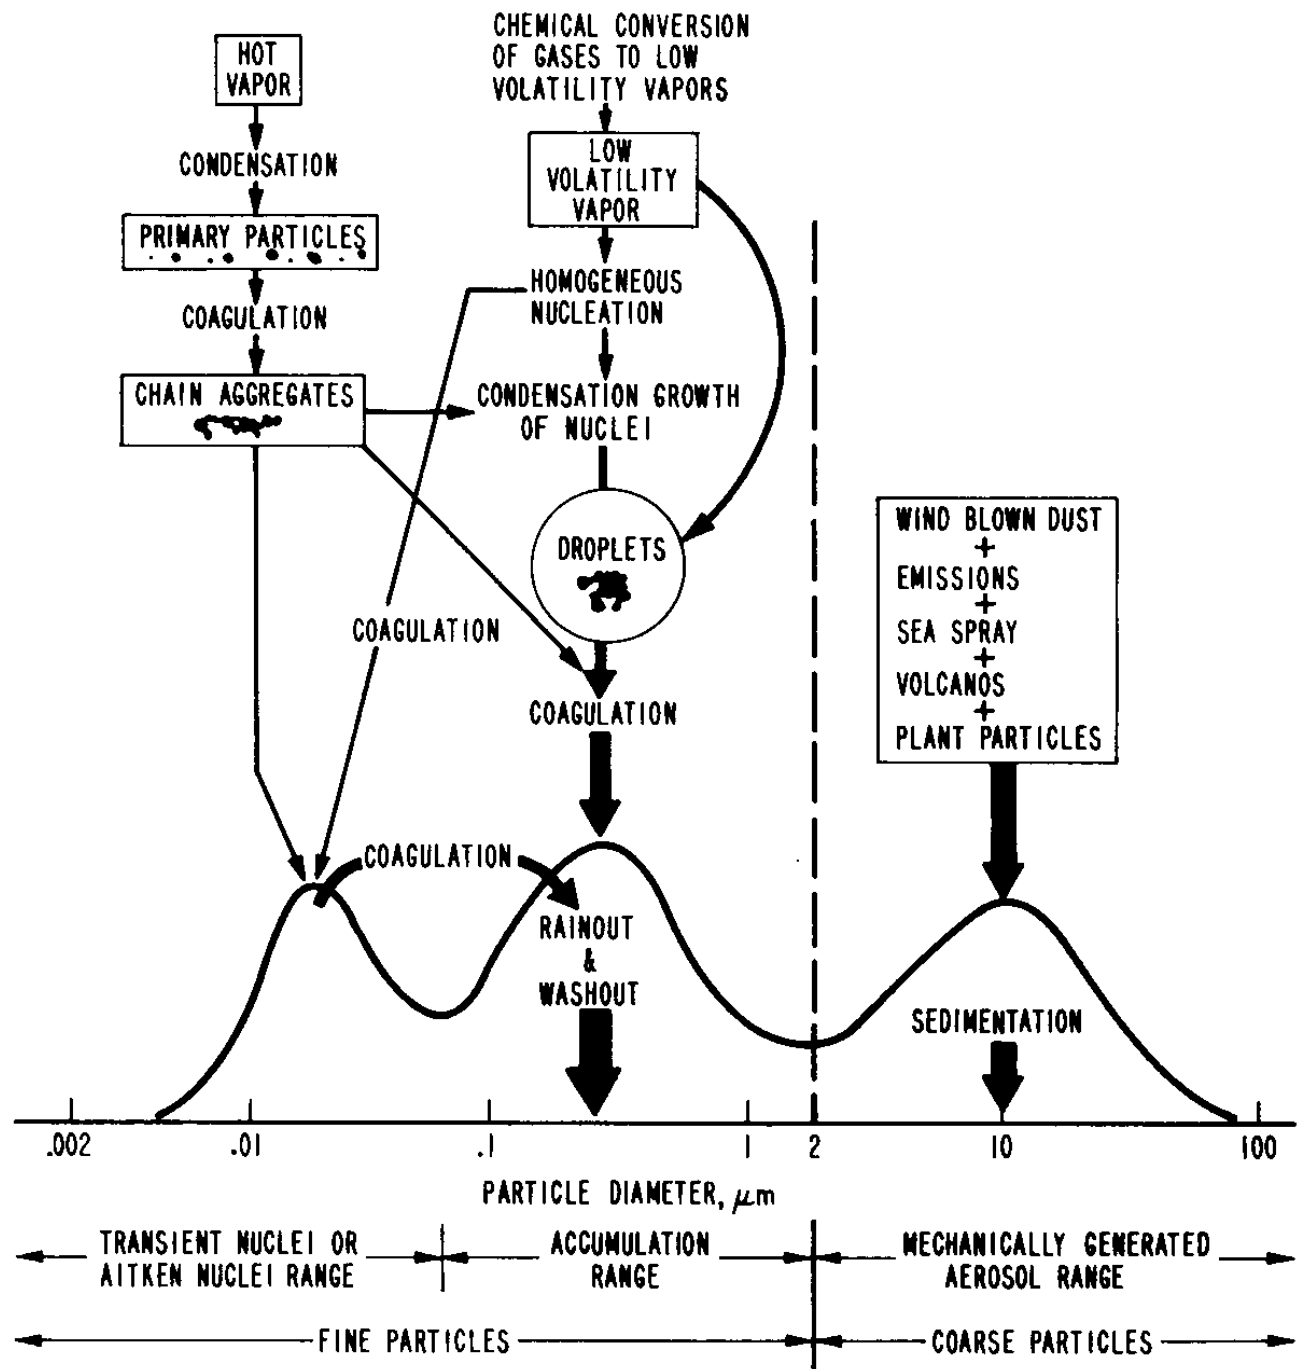 HOT
VAPOR
CONDENSATION
PRIMARY PARTICLES
COAGULATION
CHAIN AGGREGATES
CHEMICAL CONVERSION
OF GASES TO LOW
VOLATILITY VAPORS
LOW
VOLATILITY
VAPOR
HOMOGENEOUS
NUCLEATION
CONDENSATION GROWTH
OF NUCLEI
DROPLETS
COAGULATION
COAGULATION
COAGULATION
RAINOUT
&
WASHOUT
WIND BLOWN DUST
+
EMISSIONS
+
SEA SPRAY
+
VOLCANOS
+
PLANT PARTICLES
SEDIMENTATION
.002 .01 .1 1 2 10 100
PARTICLE DIAMETER, μm
TRANSIENT NUCLEI OR
AITKEN NUCLEI RANGE
ACCUMULATION
RANGE
MECHANICALLY GENERATED
AEROSOL RANGE
FINE PARTICLES
COARSE PARTICLES